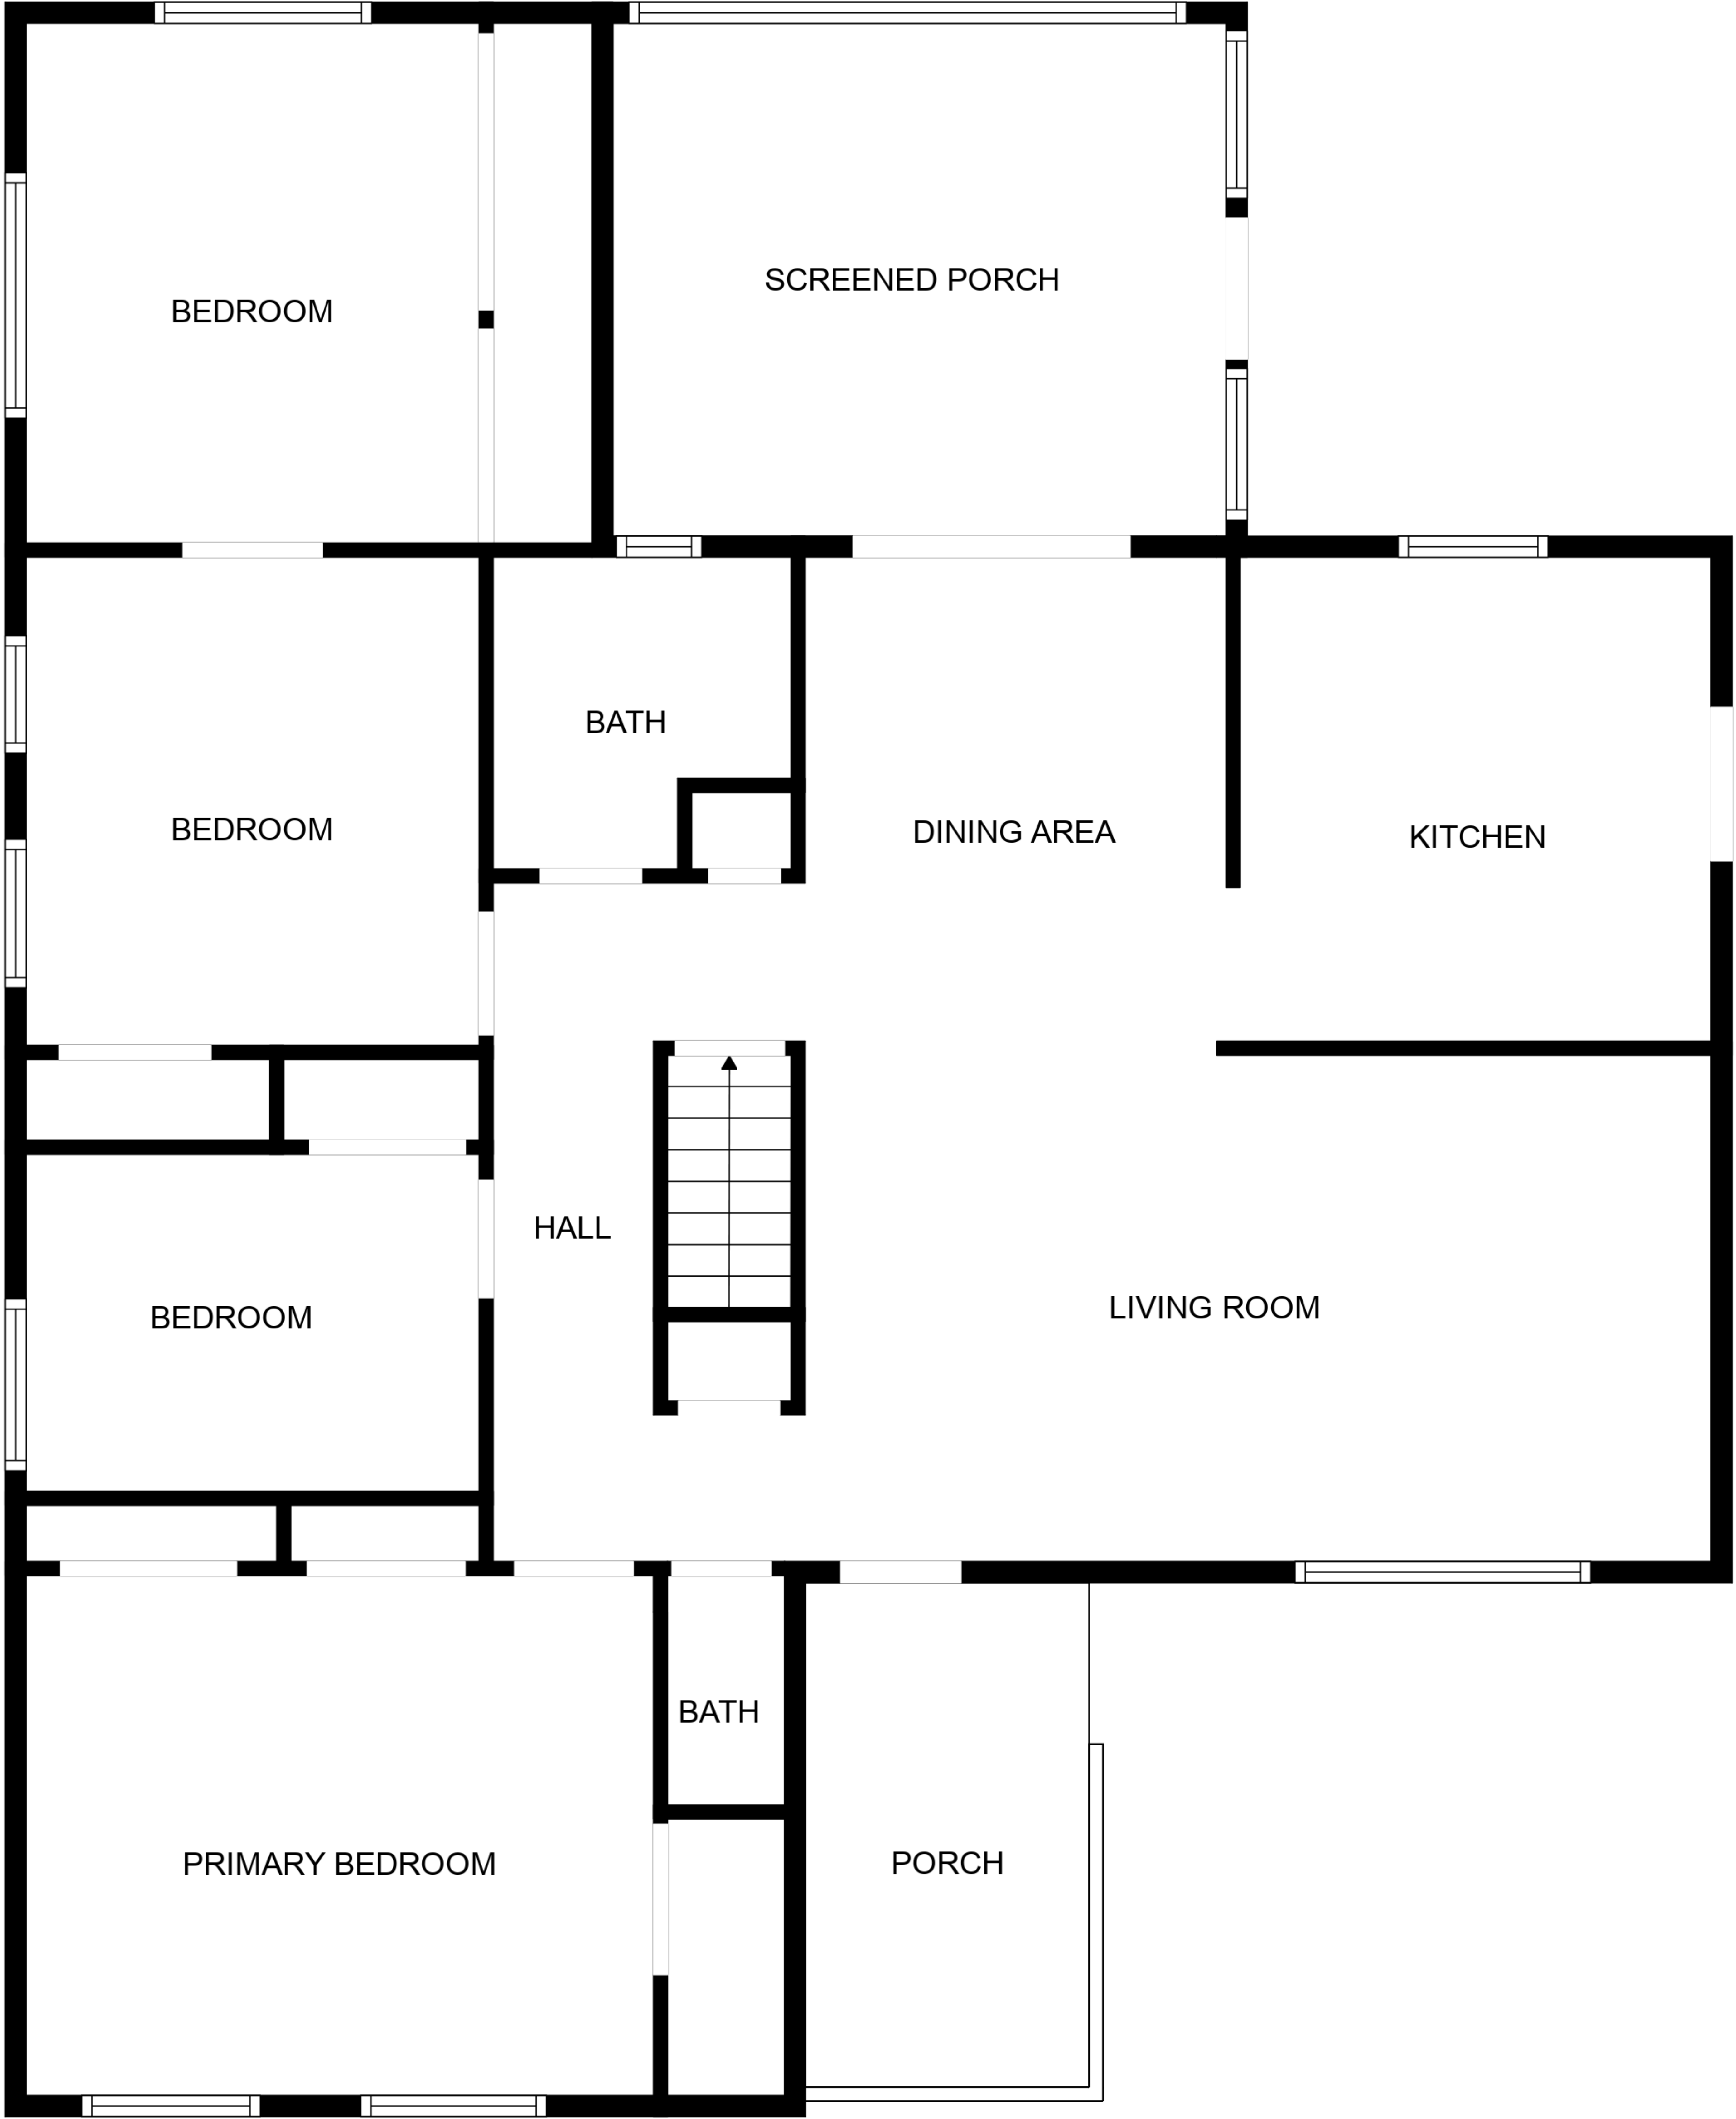 SCREENED PORCH
BEDROOM
BATH
BEDROOM
DINING AREA
KITCHEN
HALL
BEDROOM
LIVING ROOM
BATH
PRIMARY BEDROOM
PORCH